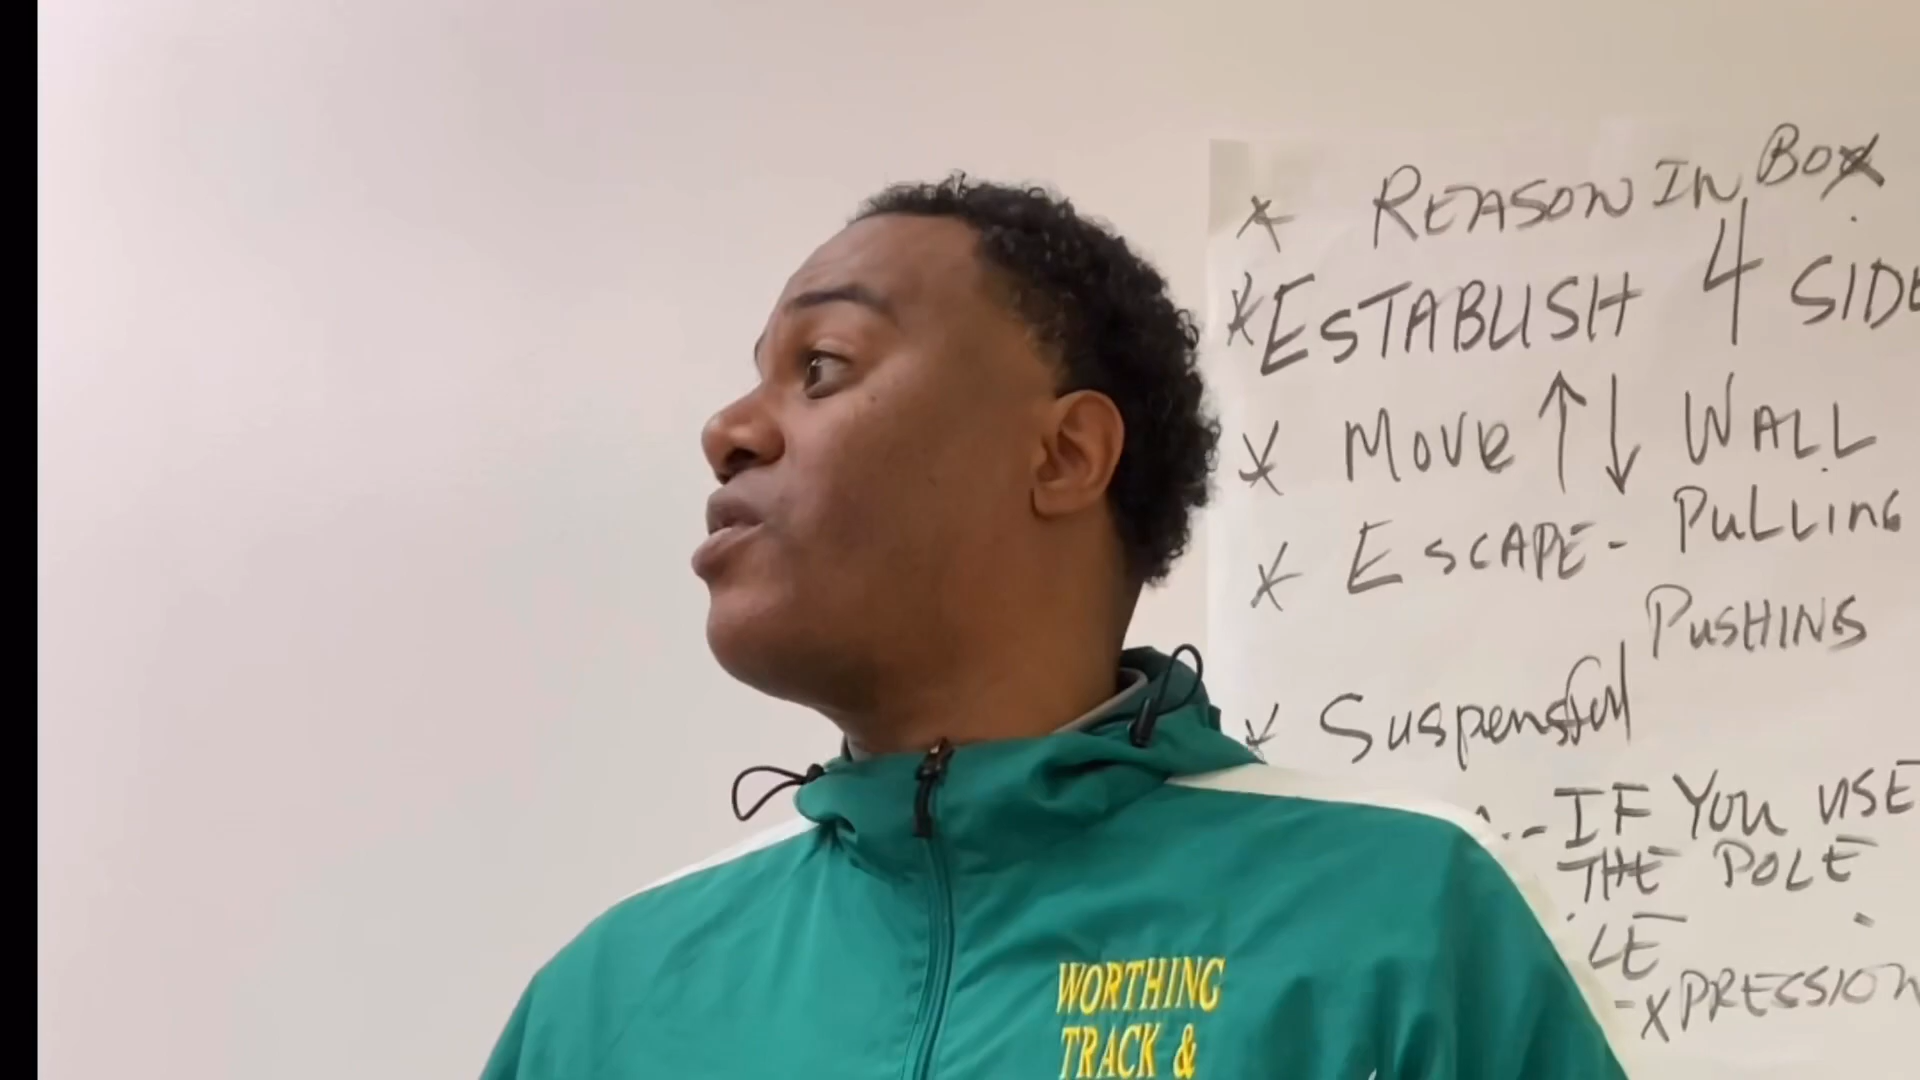 * REASON IN BOX
* ESTABLISH 4 SIDE
* MOVE ↑↓ WALL
* ESCAPE - PULLING
PUSHING
* Suspensful
-- IF YOU USE
THE POLE
LE
XPRESSION
WORTHING
TRACK &